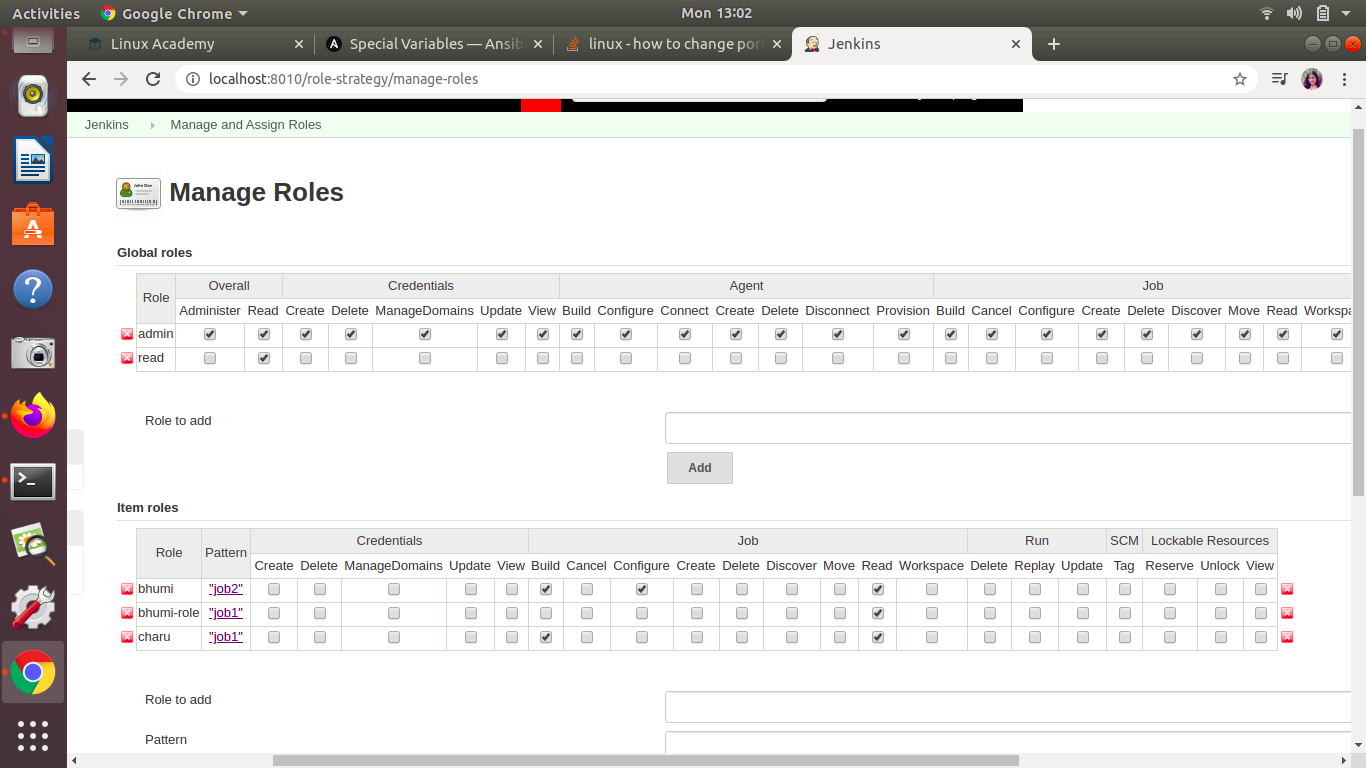 Activities Google Chrome Mon 13:02
Linux Academy Special Variables — Ansib linux - how to change por Jenkins
localhost:8010/role-strategy/manage-roles
Jenkins Manage and Assign Roles
Manage Roles
Global roles
Role Overall Credentials Agent Job
Administer Read Create Delete ManageDomains Update View Build Configure Connect Create Delete Disconnect Provision Build Cancel Configure Create Delete Discover Move Read Workspa
admin
read
Role to add
Add
Item roles
Role Pattern Credentials Job Run SCM Lockable Resources
Create Delete ManageDomains Update View Build Cancel Configure Create Delete Discover Move Read Workspace Delete Replay Update Tag Reserve Unlock View
bhumi "job2"
bhumi-role "job1"
charu "job1"
Role to add
Pattern